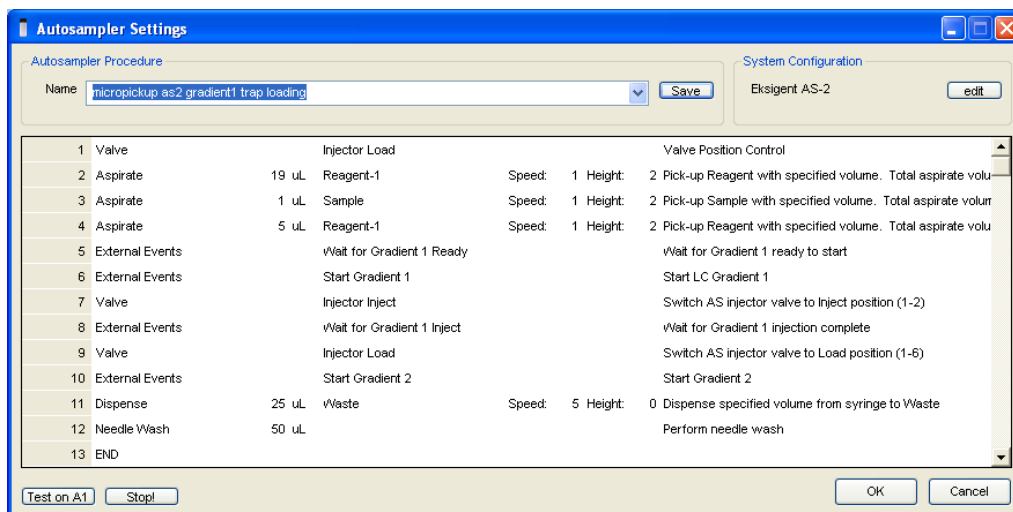 Autosampler Settings
Autosampler Procedure
System Configuration
Name micropickup as2 gradient1 trap loading Save Eksigent AS-2 edit
1 Valve Injector Load Valve Position Control
2 Aspirate 19 uL Reagent-1 Speed: 1 Height: 2 Pick-up Reagent with specified volume. Total aspirate volu
3 Aspirate 1 uL Sample Speed: 1 Height: 2 Pick-up Sample with specified volume. Total aspirate volum
4 Aspirate 5 uL Reagent-1 Speed: 1 Height: 2 Pick-up Reagent with specified volume. Total aspirate volu
5 External Events Wait for Gradient 1 Ready Wait for Gradient 1 ready to start
6 External Events Start Gradient 1 Start LC Gradient 1
7 Valve Injector Inject Switch AS injector valve to Inject position (1-2)
8 External Events Wait for Gradient 1 Inject Wait for Gradient 1 injection complete
9 Valve Injector Load Switch AS injector valve to Load position (1-6)
10 External Events Start Gradient 2 Start Gradient 2
11 Dispense 25 uL Waste Speed: 5 Height: 0 Dispense specified volume from syringe to Waste
12 Needle Wash 50 uL Perform needle wash
13 END
Test on A1 Stop! OK Cancel